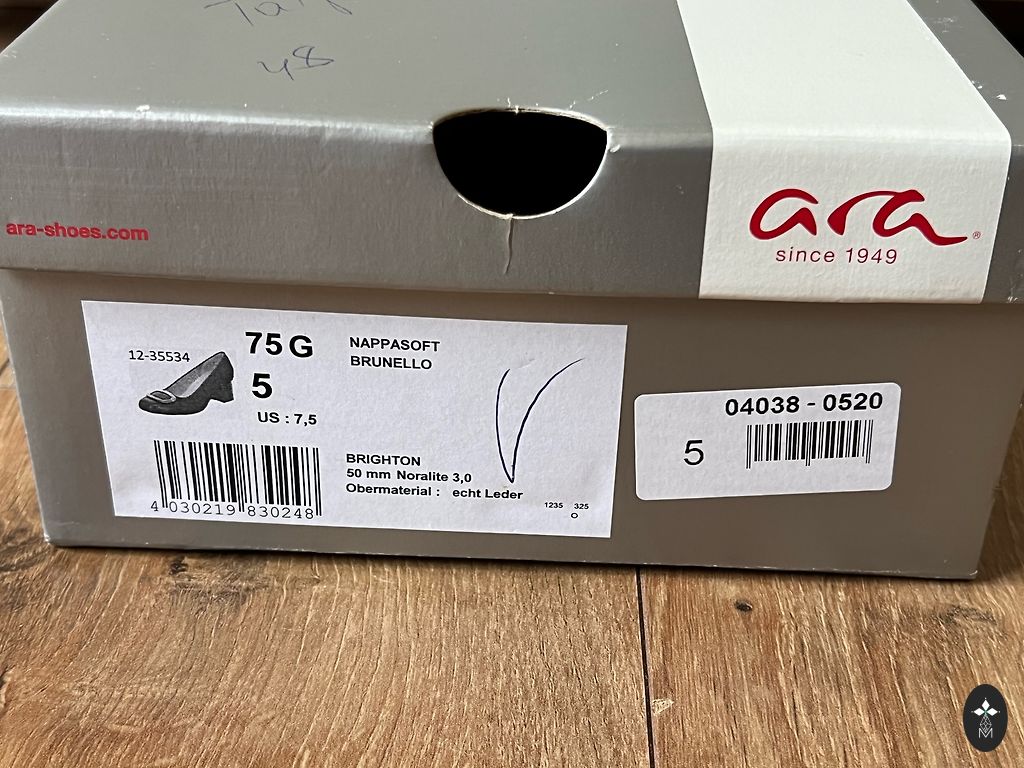 48
ara
®
since 1949
ara-shoes.com
12-35534
75 G
5
US : 7,5
NAPPASOFT
BRUNELLO
BRIGHTON
50 mm Noralite 3,0
Obermaterial : echt Leder
1235 325
O
4 030219 830248
04038 - 0520
5